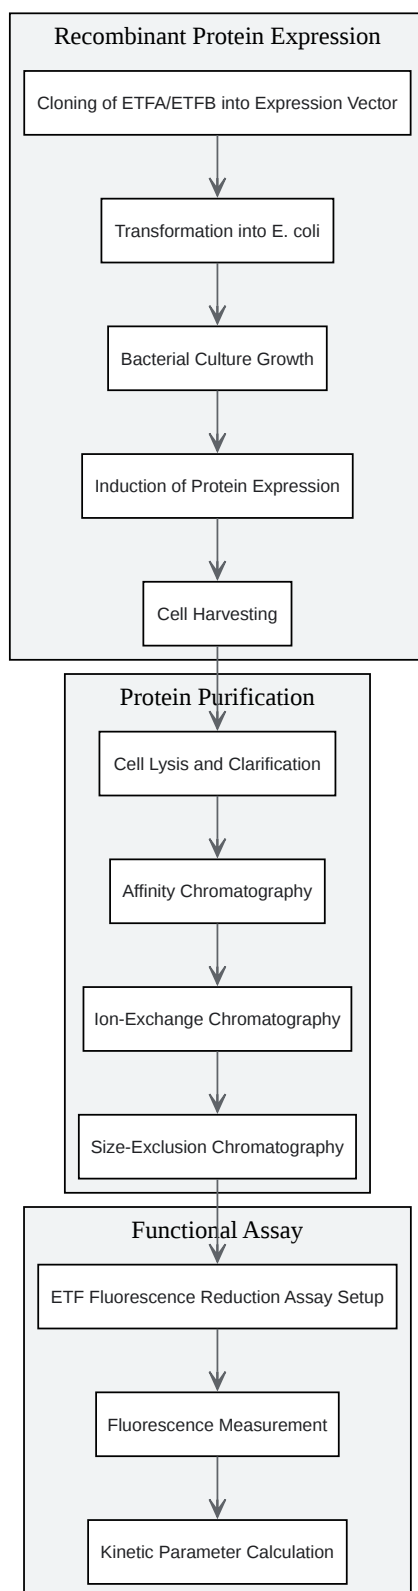 Recombinant Protein Expression
Cloning of ETFA/ETFB into Expression Vector
Transformation into E. coli
Bacterial Culture Growth
Induction of Protein Expression
Cell Harvesting
Protein Purification
Cell Lysis and Clarification
Affinity Chromatography
Ion-Exchange Chromatography
Size-Exclusion Chromatography
Functional Assay
ETF Fluorescence Reduction Assay Setup
Fluorescence Measurement
Kinetic Parameter Calculation